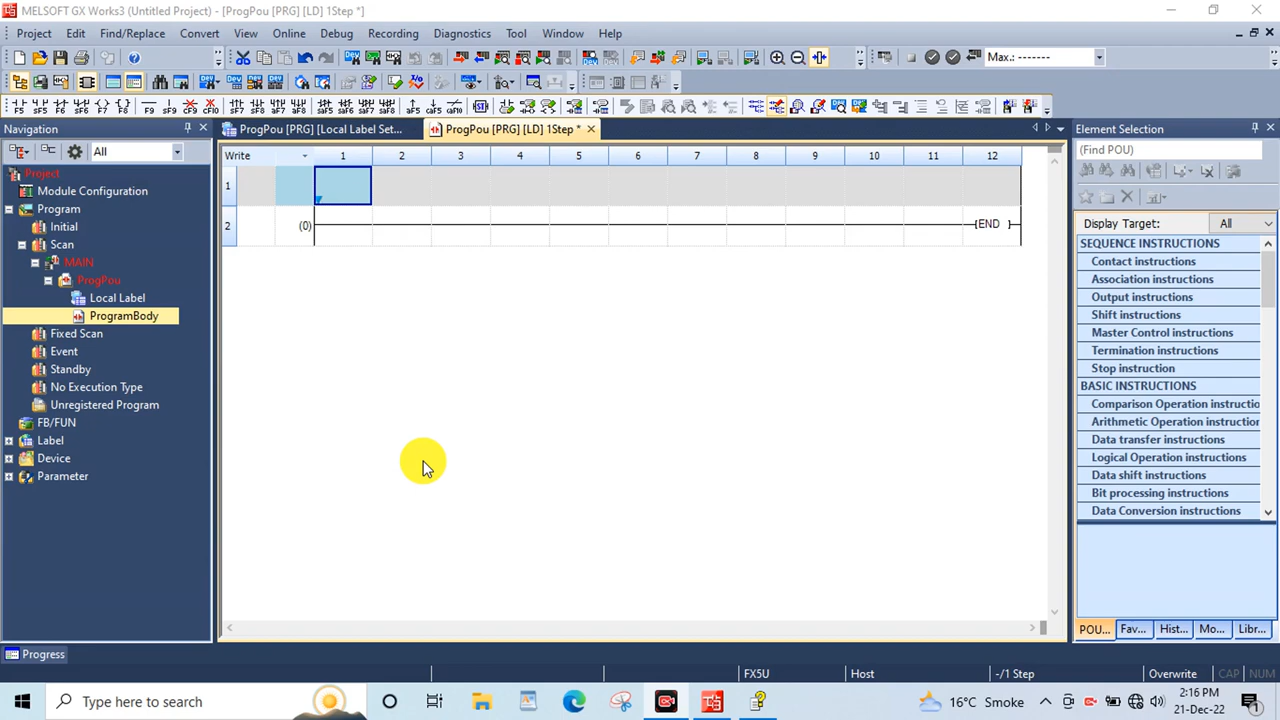 MELSOFT GX Works3 (Untitled Project) - [ProgPou [PRG] [LD] 1Step *]
Project Edit Find/Replace Convert View Online Debug Recording Diagnostics Tool Window Help
Max.: -------
Navigation
ProgPou [PRG] [Local Label Set...
ProgPou [PRG] [LD] 1Step *
Element Selection
All
Write 1 2 3 4 5 6 7 8 9 10 11 12
(Find POU)
1
2 (0) END
Project
Module Configuration
Program
Initial
Scan
MAIN
ProgPou
Local Label
ProgramBody
Fixed Scan
Event
Standby
No Execution Type
Unregistered Program
FB/FUN
Label
Device
Parameter
Display Target: All
SEQUENCE INSTRUCTIONS
Contact instructions
Association instructions
Output instructions
Shift instructions
Master Control instructions
Termination instructions
Stop instruction
BASIC INSTRUCTIONS
Comparison Operation instructio
Arithmetic Operation instruction
Data transfer instructions
Logical Operation instructions
Data shift instructions
Bit processing instructions
Data Conversion instructions
POU... Fav... Hist... Mo... Libr...
Progress
FX5U Host -/1 Step Overwrite CAP NUM
Type here to search
16°C Smoke
2:16 PM
21-Dec-22